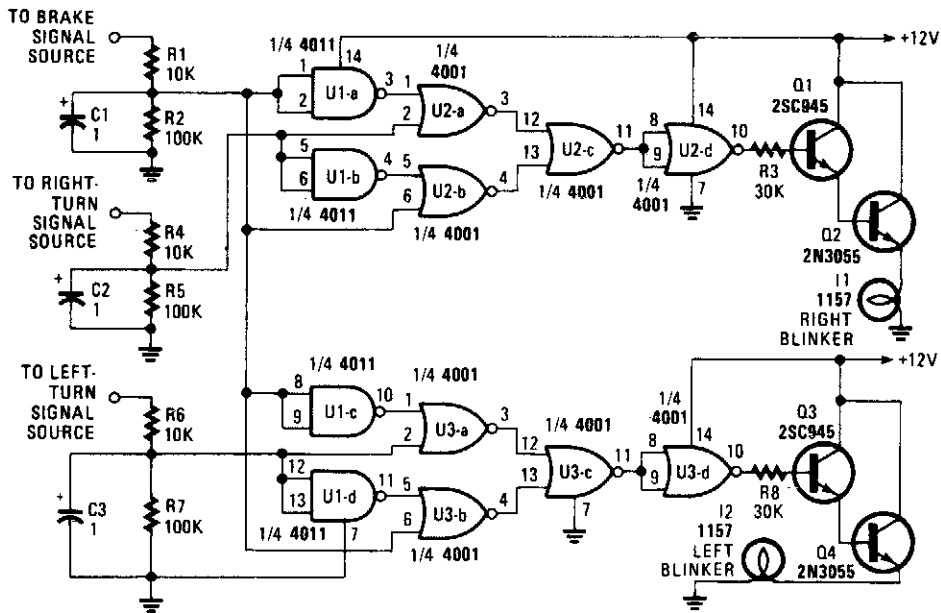 TO BRAKE
SIGNAL
SOURCE
R1
10K
+
C1
1
R2
100K
TO RIGHT-
TURN
SIGNAL
SOURCE
R4
10K
+
C2
1
R5
100K
TO LEFT-
TURN
SIGNAL
SOURCE
R6
10K
+
C3
1
R7
100K
1/4 4011
14
1
2
U1-a
3
1/4
4001
1
2
U2-a
3
5
6
U1-b
4
1/4 4011
5
6
U2-b
4
1/4 4001
12
13
U2-c
11
1/4 4001
8
9
14
U2-d
10
7
1/4
4001
R3
30K
Q1
2SC945
+12V
Q2
2N3055
I1
1157
RIGHT
BLINKER
1/4 4011
8
9
U1-c
10
1/4 4001
1
2
U3-a
3
12
13
U1-d
11
7
1/4 4011
5
6
U3-b
4
1/4 4001
1/4 4001
12
13
U3-c
11
7
1/4
4001
14
8
9
U3-d
10
R8
30K
Q3
2SC945
+12V
Q4
2N3055
I2
1157
LEFT
BLINKER